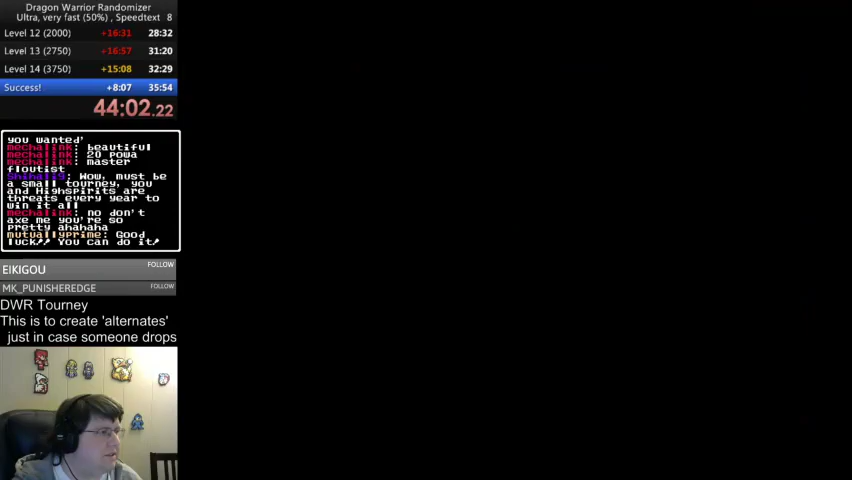 Dragon Warrior Randomizer
Ultra, very fast (50%) , Speedtext 8
Level 12 (2000) +16:31 28:32
Level 13 (2750) +16:57 31:20
Level 14 (3750) +15:08 32:29
Success! +8:07 35:54
44:02.22
you wanted'
mechalink: beautiful
mechalink: 20 powa
mechalink: master
floutist
Shihali9: Wow, must be
a small tourney, you
and Highspirits are
threats every year to
win it all
mechalink: no don't
axe me you're so
pretty ahahaha
mutuallyprime: Good
luck!! You can do it!
EIKIGOU FOLLOW
MK_PUNISHEREDGE FOLLOW
DWR Tourney
This is to create 'alternates'
just in case someone drops